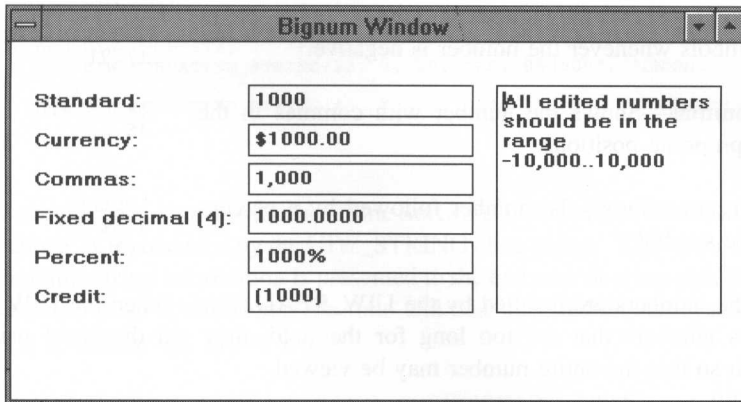 Bignum Window
Standard: 1000
Currency: $1000.00
Commas: 1,000
Fixed decimal (4): 1000.0000
Percent: 1000%
Credit: (1000)
All edited numbers
should be in the
range
-10,000..10,000